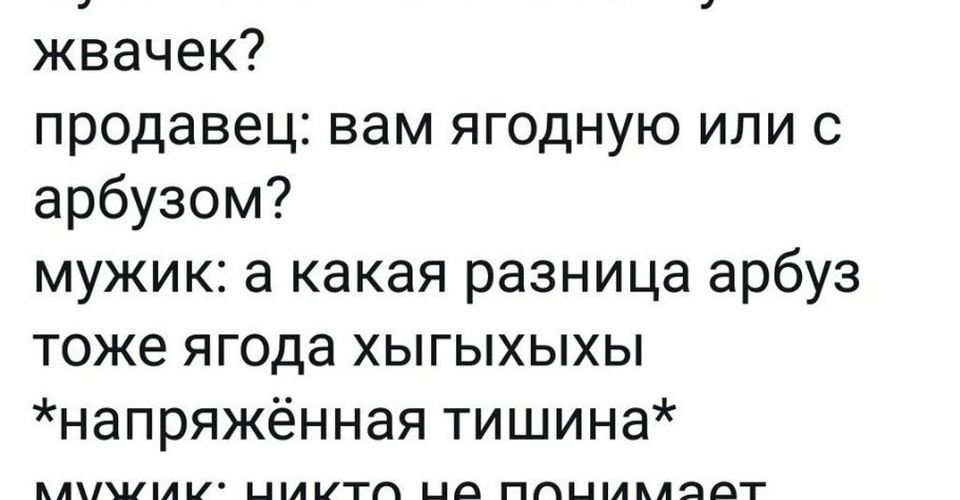 жвачек?
продавец: вам ягодную или с
арбузом?
мужик: а какая разница арбуз
тоже ягода хыгыхыхы
*напряжённая тишина*
мужик: никто не понимает